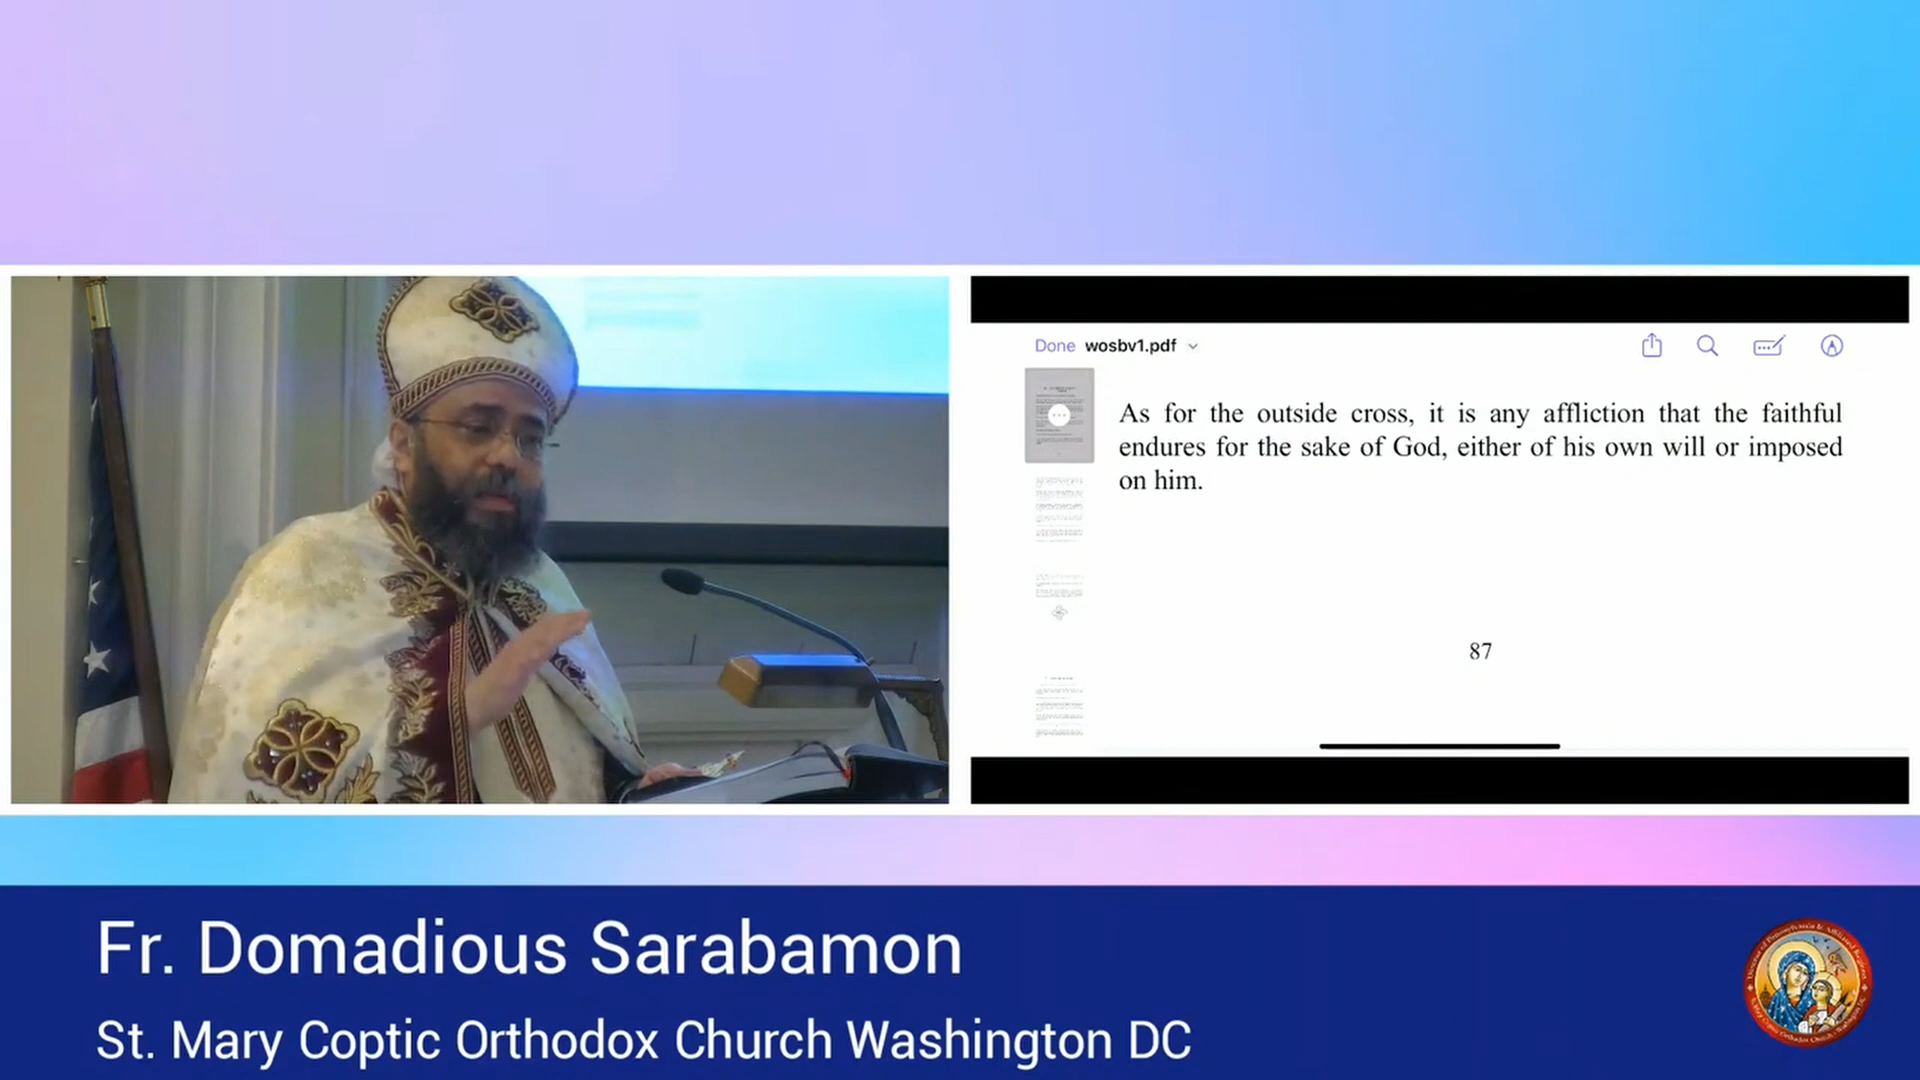 Done wosbv1.pdf
As for the outside cross, it is any affliction that the faithful
endures for the sake of God, either of his own will or imposed
on him.
87
Fr. Domadious Sarabamon
St. Mary Coptic Orthodox Church Washington DC